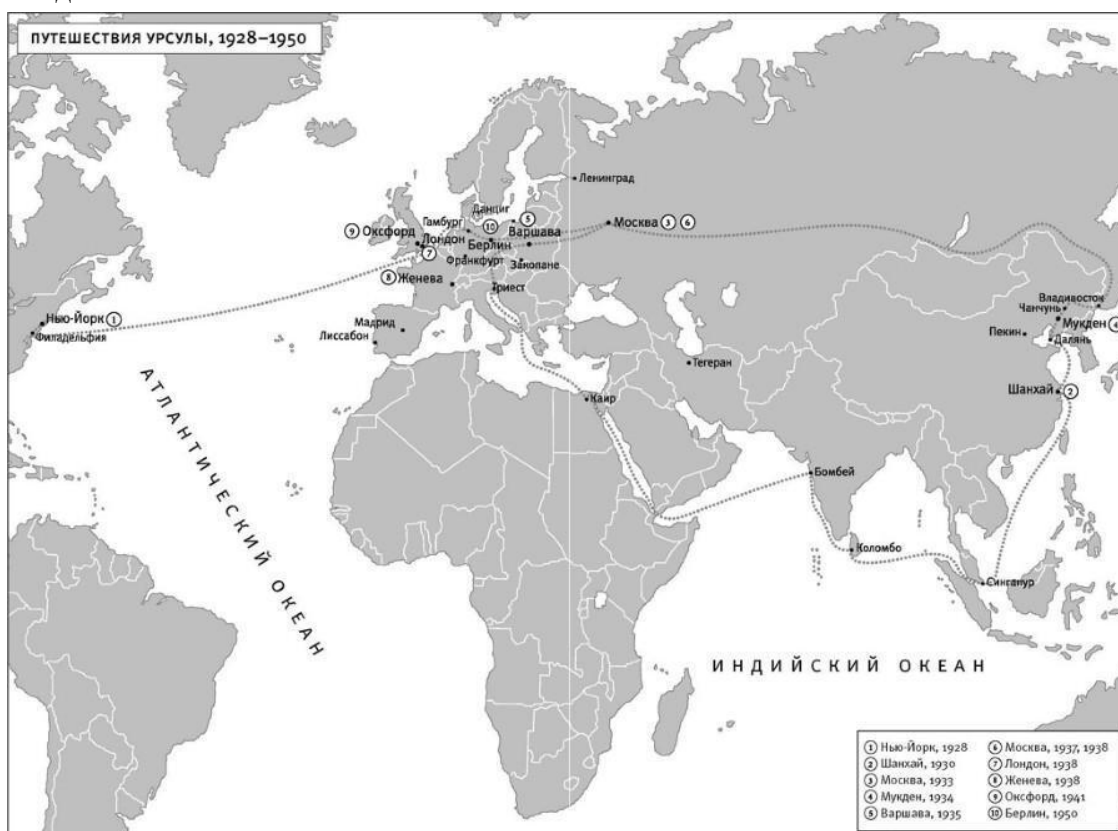 ПУТЕШЕСТВИЯ УРСУЛЫ, 1928–1950
Ленинград
Данциг ⑤
Гамбург ⑩
Москва ③ ⑥
⑨ Оксфорд
Варшава
Лондон
Берлин
⑦
Франкфурт
Закопане
⑧ Женева
Триест
Владивосток
Чанчунь
Нью-Йорк ①
Мукден ④
Филадельфия
Мадрид
Пекин
Далянь
Лиссабон
Тегеран
Шанхай ②
Каир
АТЛАНТИЧЕСКИЙ ОКЕАН
Бомбей
Коломбо
Сингапур
ИНДИЙСКИЙ ОКЕАН
① Нью-Йорк, 1928
② Шанхай, 1930
③ Москва, 1933
④ Мукден, 1934
⑤ Варшава, 1935
⑥ Москва, 1937, 1938
⑦ Лондон, 1938
⑧ Женева, 1938
⑨ Оксфорд, 1941
⑩ Берлин, 1950